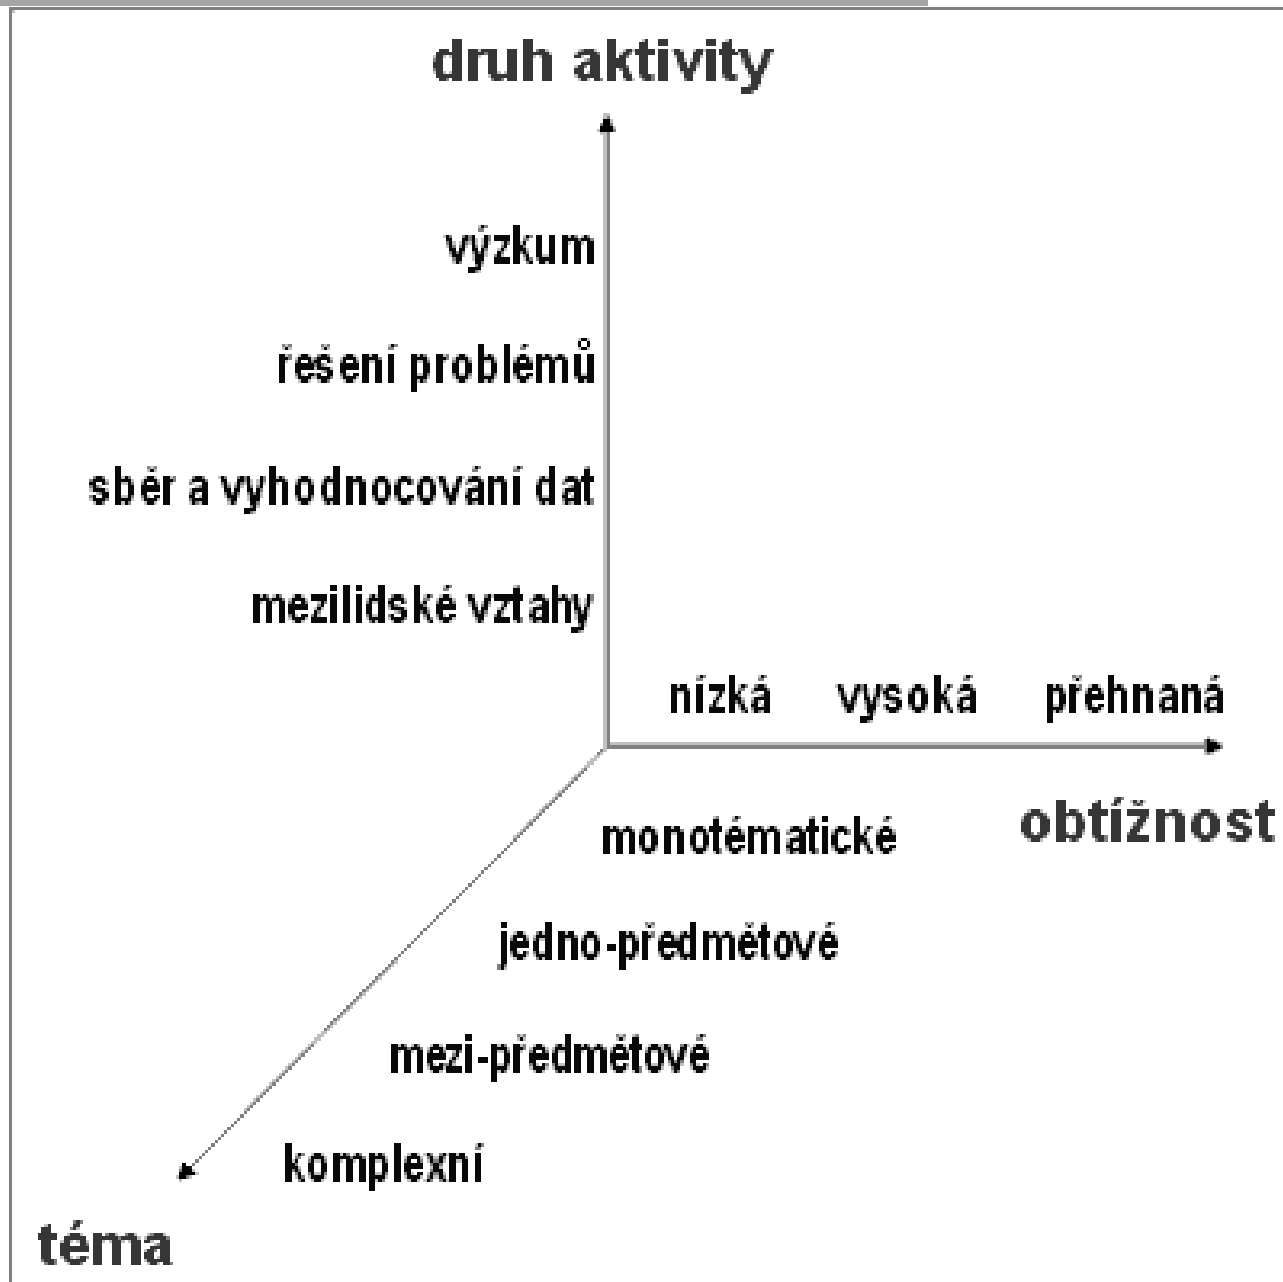 druh aktivity
výzkum
řešení problémů
sběr a vyhodnocování dat
mezilidské vztahy
nízká vysoká přehnaná
obtížnost
monotématické
jedno-předmětové
mezi-předmětové
komplexní
téma